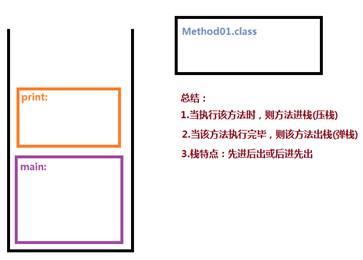 Method01.class
print:
总结：
1.当执行该方法时，则方法进栈(压栈)
2.当该方法执行完毕，则该方法出栈(弹栈)
3.栈特点：先进后出或后进先出
main: